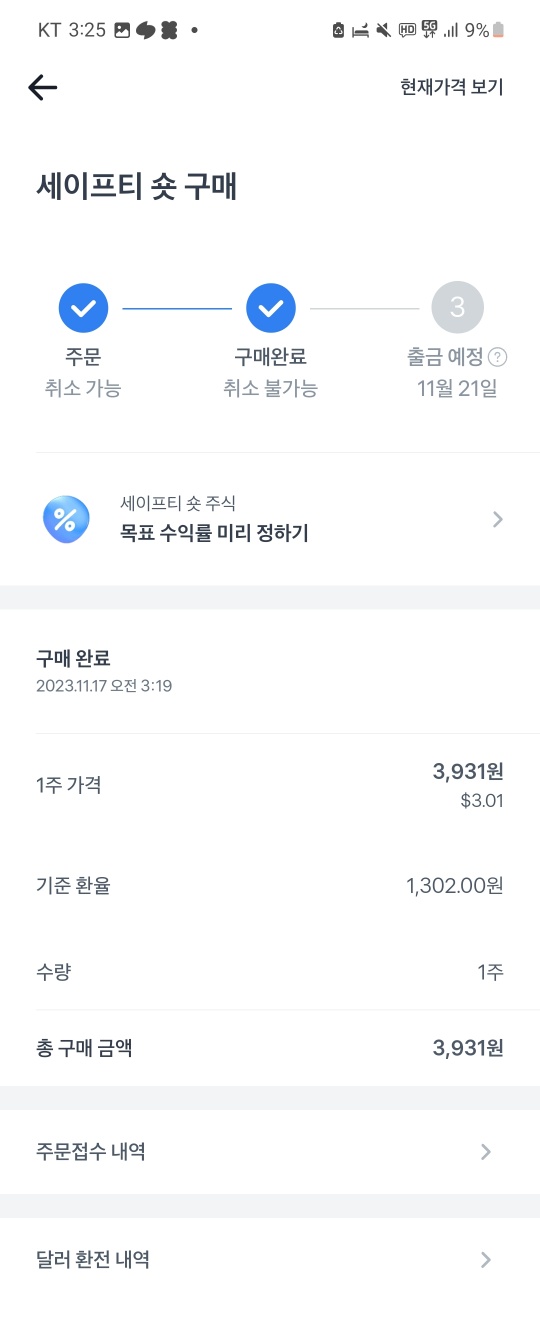 KT 3:25
HD 5G 9%
현재가격 보기
세이프티 숏 구매
3
주문
구매완료
출금 예정 ?
취소 가능
취소 불가능
11월 21일
%
세이프티 숏 주식
목표 수익률 미리 정하기
구매 완료
2023.11.17 오전 3:19
1주 가격
3,931원
$3.01
기준 환율
1,302.00원
수량
1주
총 구매 금액
3,931원
주문접수 내역
달러 환전 내역